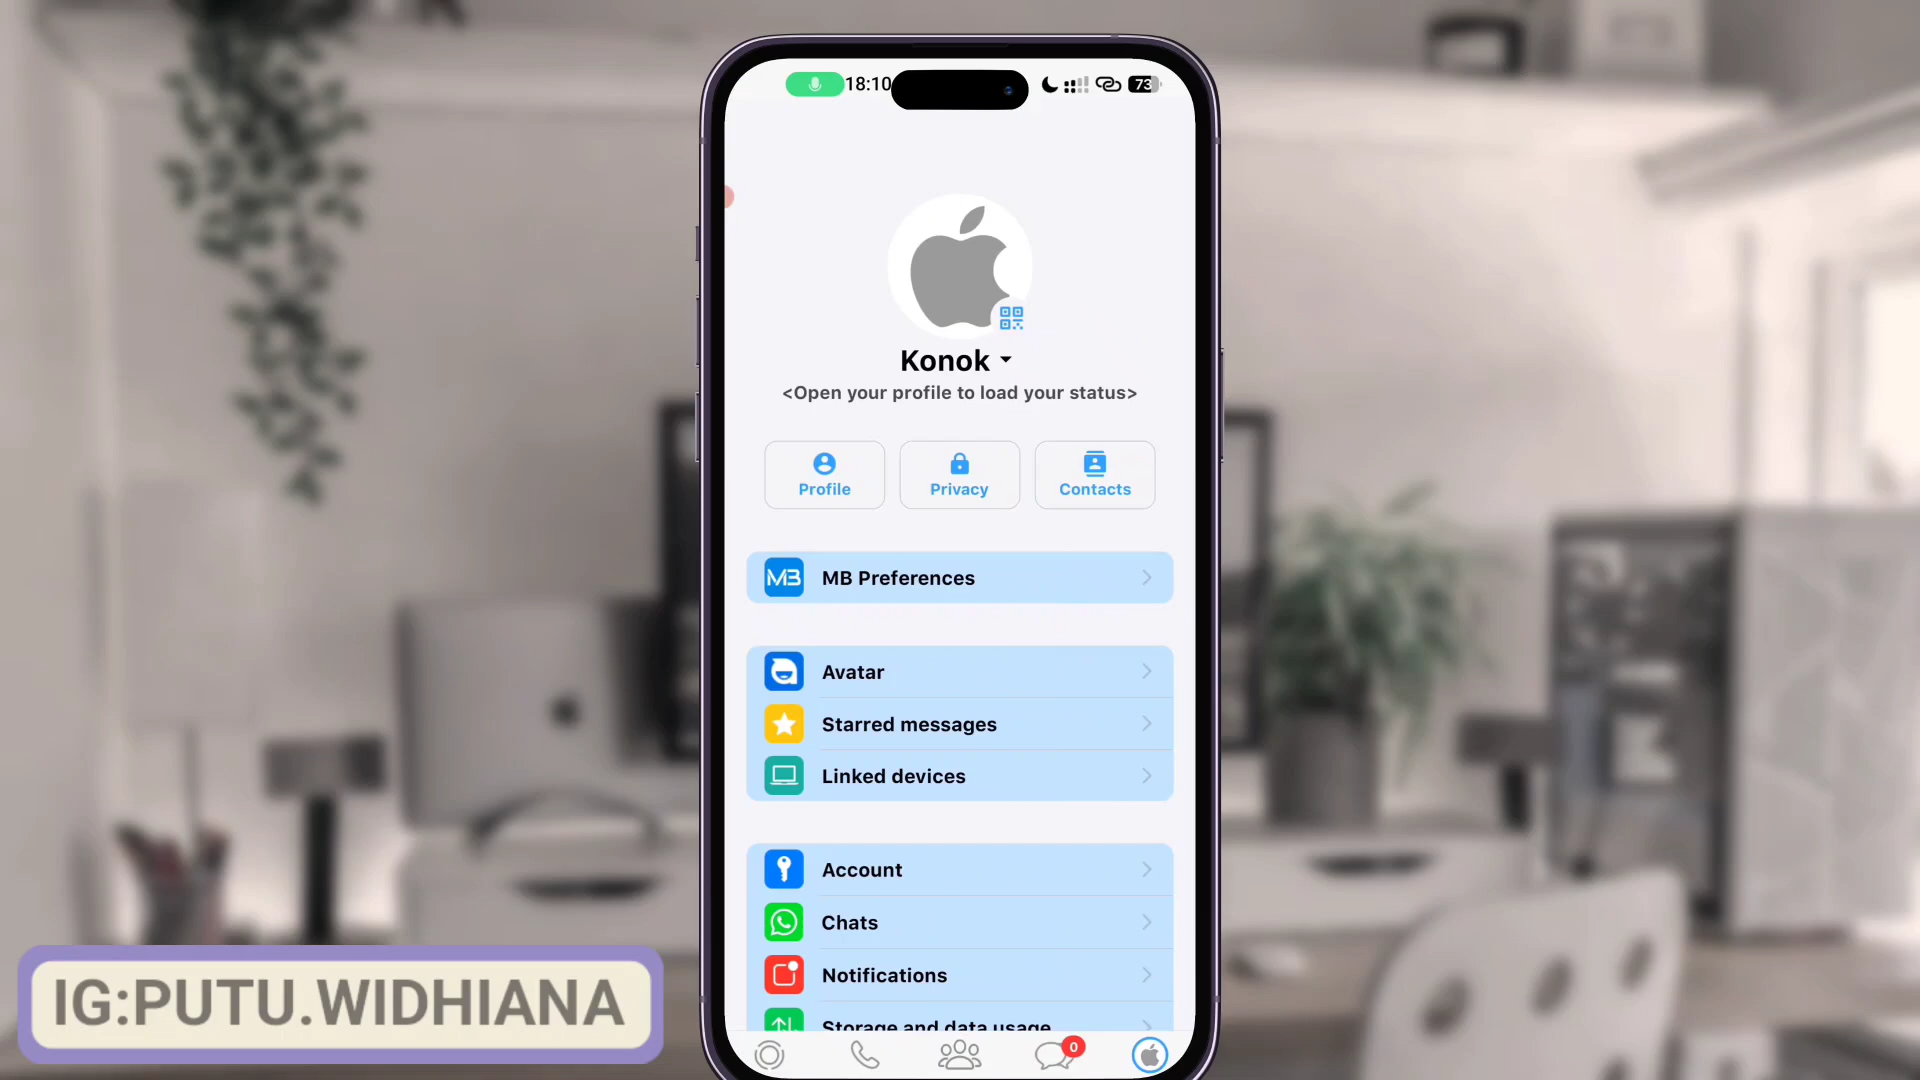 18:10
73
Konok
<Open your profile to load your status>
Profile
Privacy
Contacts
MB
MB Preferences
Avatar
Starred messages
Linked devices
Account
Chats
Notifications
Storage and data usage
0
IG:PUTU.WIDHIANA